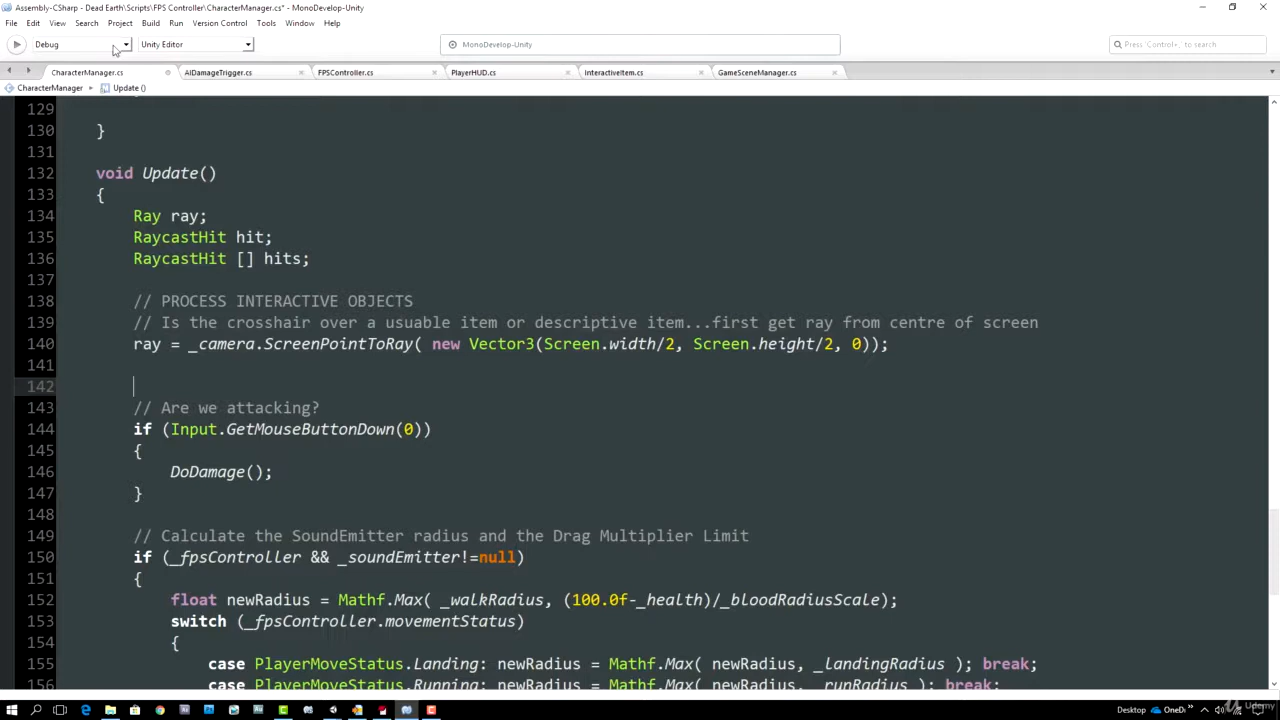 Assembly-CSharp - Dead Earth\Scripts\FPS Controller\CharacterManager.cs* - MonoDevelop-Unity
File Edit View Search Project Build Run Version Control Tools Window Help
Debug Unity Editor MonoDevelop-Unity Press 'Control+,' to search
CharacterManager.cs AIDamageTrigger.cs FPSController.cs PlayerHUD.cs InteractiveItem.cs GameSceneManager.cs
CharacterManager Update ()
129
130 }
131
132 void Update()
133 {
134 Ray ray;
135 RaycastHit hit;
136 RaycastHit [] hits;
137
138 // PROCESS INTERACTIVE OBJECTS
139 // Is the crosshair over a usuable item or descriptive item...first get ray from centre of screen
140 ray = _camera.ScreenPointToRay( new Vector3(Screen.width/2, Screen.height/2, 0));
141
142
143 // Are we attacking?
144 if (Input.GetMouseButtonDown(0))
145 {
146 DoDamage();
147 }
148
149 // Calculate the SoundEmitter radius and the Drag Multiplier Limit
150 if (_fpsController && _soundEmitter!=null)
151 {
152 float newRadius = Mathf.Max( _walkRadius, (100.0f-_health)/_bloodRadiusScale);
153 switch (_fpsController.movementStatus)
154 {
155 case PlayerMoveStatus.Landing: newRadius = Mathf.Max( newRadius, _landingRadius ); break;
156 case PlayerMoveStatus.Running: newRadius = Mathf.Max( newRadius, _runRadius ); break;
Desktop OneDi
Udemy